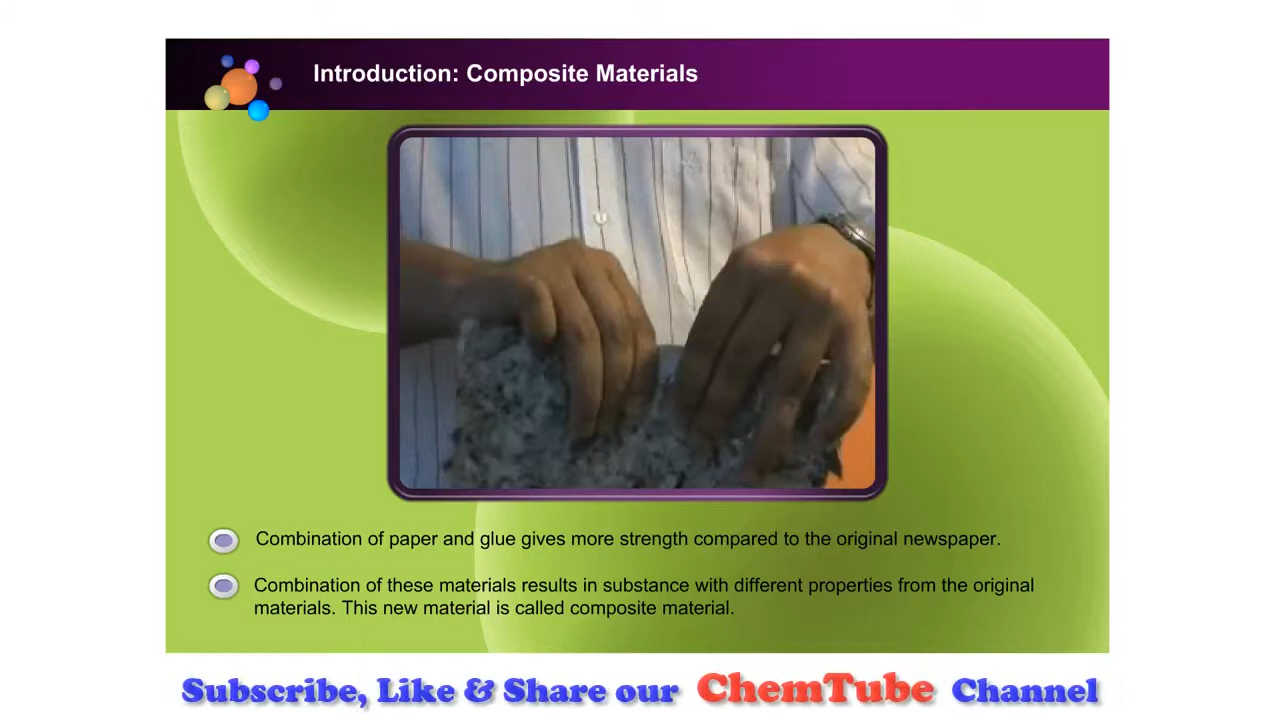 Introduction: Composite Materials
Combination of paper and glue gives more strength compared to the original newspaper.
Combination of these materials results in substance with different properties from the original
materials. This new material is called composite material.
Subscribe, Like & Share our ChemTube Channel